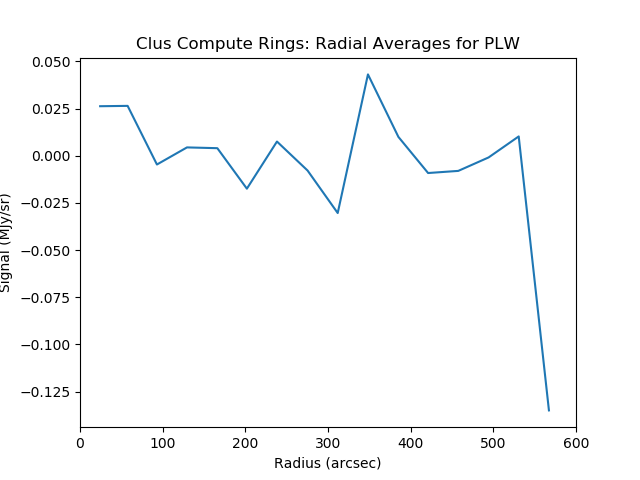 Clus Compute Rings: Radial Averages for PLW
0.050
0.025
0.000
−0.025
−0.050
−0.075
−0.100
−0.125
Signal (MJy/sr)
0 100 200 300 400 500 600
Radius (arcsec)